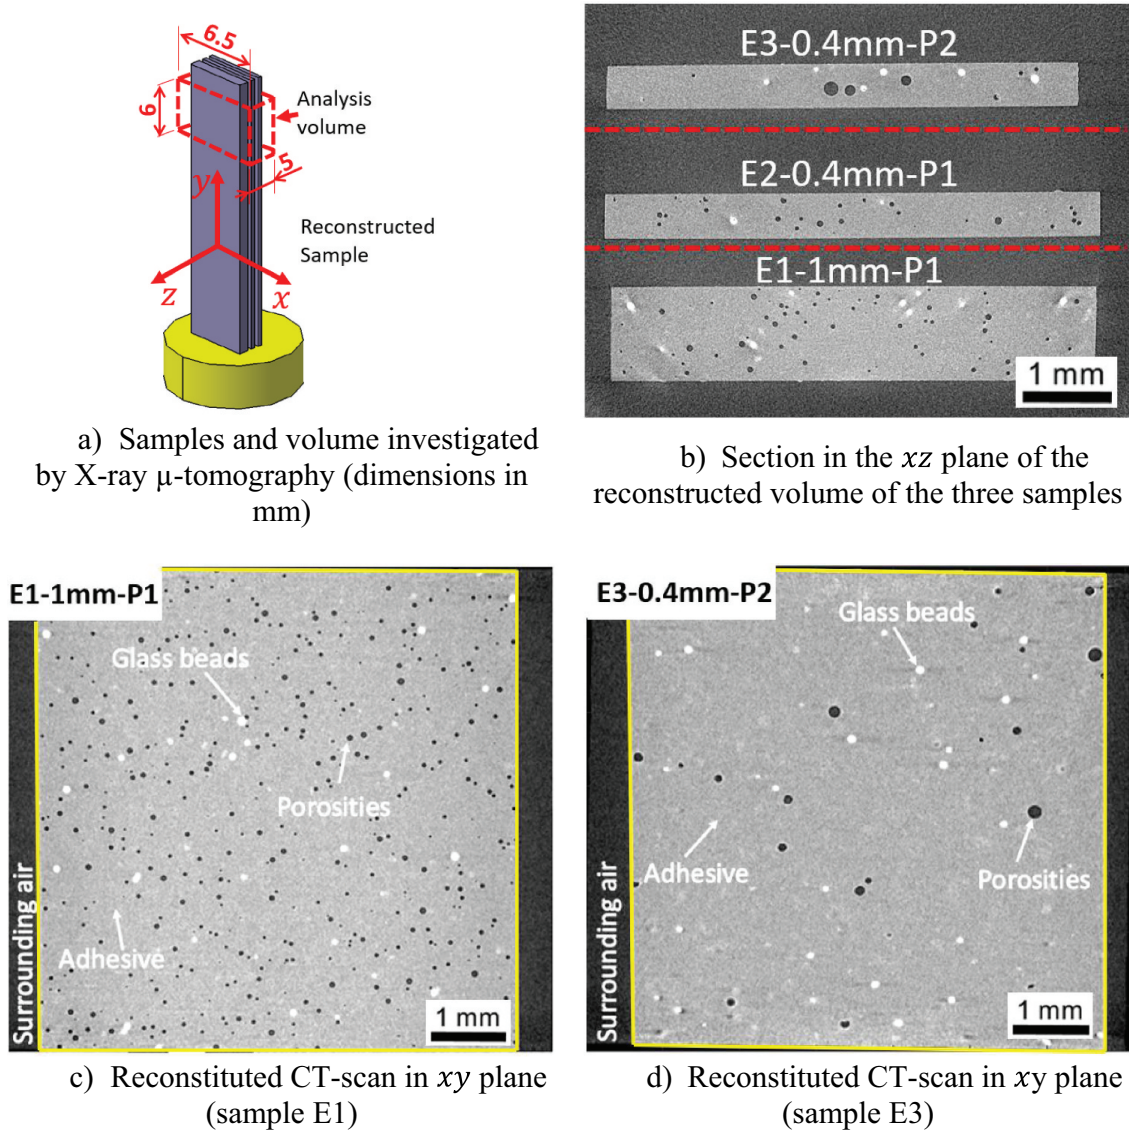 6.5
6
Analysis
volume
5
y
Reconstructed
Sample
z
x
E3-0.4mm-P2
E2-0.4mm-P1
E1-1mm-P1
1 mm
a) Samples and volume investigated
by X-ray µ-tomography (dimensions in
mm)
b) Section in the xz plane of the
reconstructed volume of the three samples
E1-1mm-P1
Glass beads
Porosities
Adhesive
Surrounding air
1 mm
E3-0.4mm-P2
Glass beads
Adhesive
Porosities
Surrounding air
1 mm
c) Reconstituted CT-scan in xy plane
(sample E1)
d) Reconstituted CT-scan in xy plane
(sample E3)